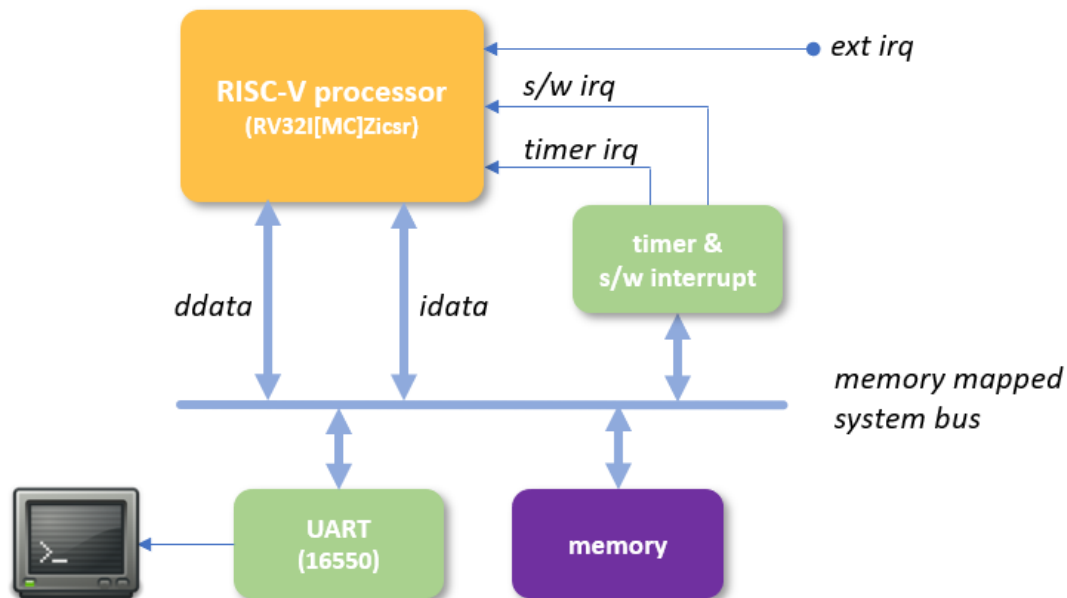 ext irq
RISC-V processor
(RV32I[MC]Zicsr)
s/w irq
timer irq
timer &
s/w interrupt
ddata
idata
memory mapped
system bus
>_
UART
(16550)
memory